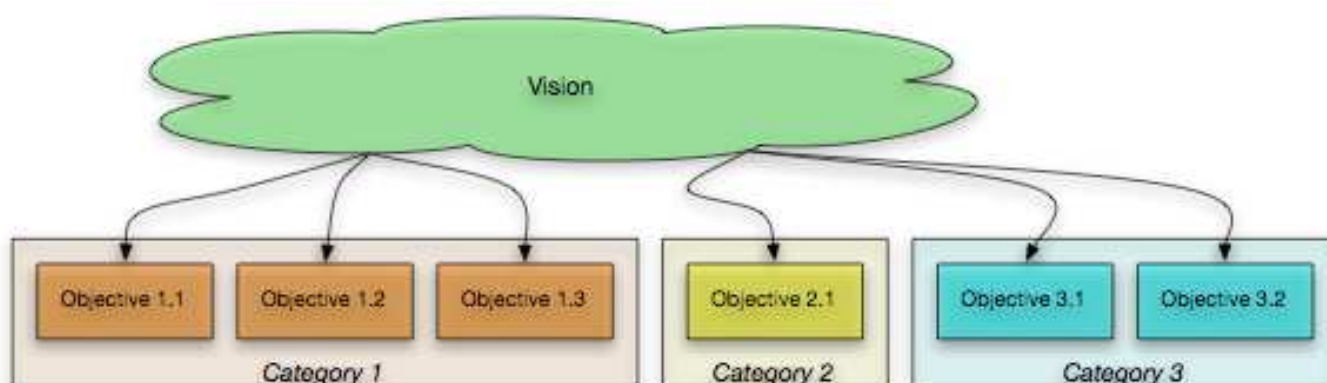 Vision
Objective 1.1
Objective 1.2
Objective 1.3
Objective 2.1
Objective 3.1
Objective 3.2
Category 1
Category 2
Category 3